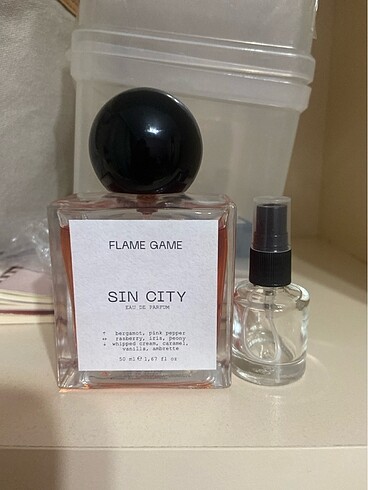 FLAME GAME
SIN CITY
EAU DE PARFUM
bergamot, pink pepper
rasberry, iris, peony
whipped cream, caramel,
vanilla, ambrette
50 ml ℮ 1,67 fl oz